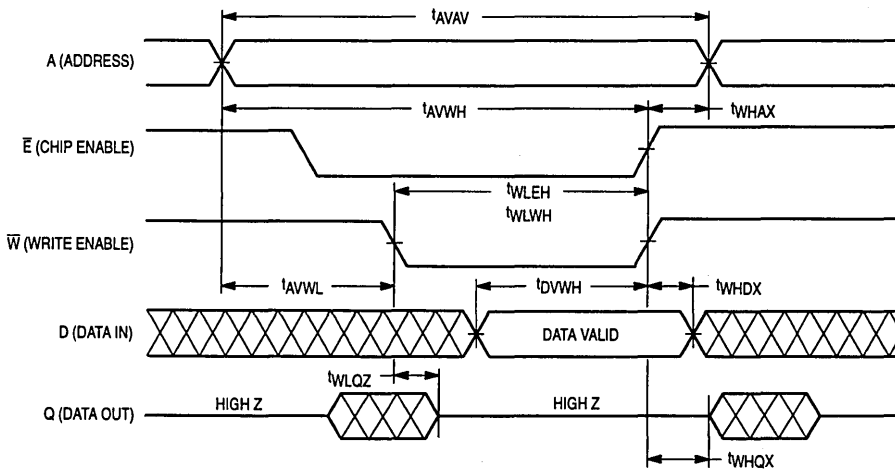 tAVAV
A (ADDRESS)
tAVWH
tWHAX
E (CHIP ENABLE)
tWLEH
tWLWH
W (WRITE ENABLE)
tAVWL
tDVWH
tWHDX
D (DATA IN)
DATA VALID
tWLQZ
Q (DATA OUT)
HIGH Z
HIGH Z
tWHQX